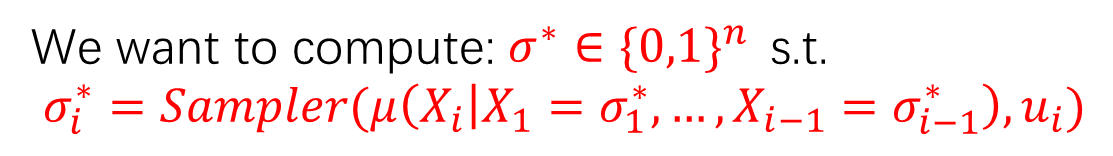 We want to compute: σ* ∈ {0,1}ⁿ s.t.
σᵢ* = Sampler(μ(Xᵢ|X₁ = σ₁*, … , Xᵢ₋₁ = σᵢ₋₁*), uᵢ)